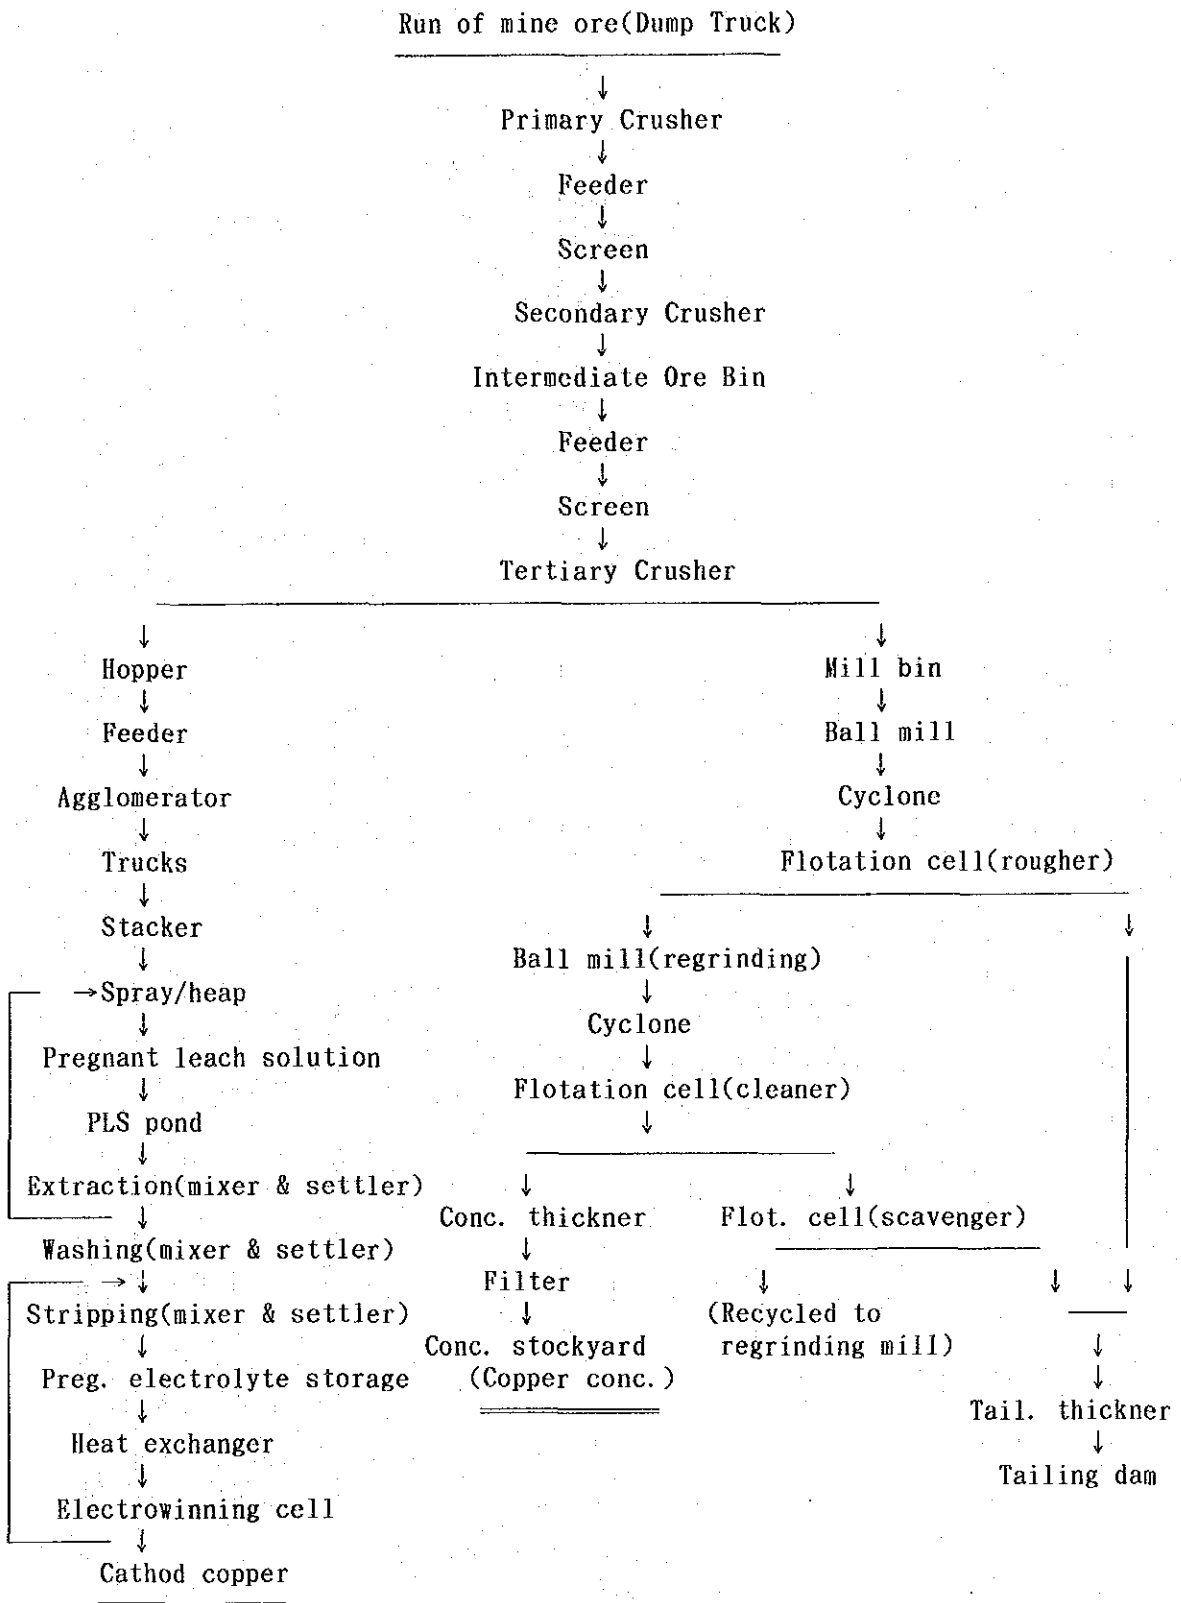 Run of mine ore(Dump Truck)
↓
Primary Crusher
↓
Feeder
↓
Screen
↓
Secondary Crusher
↓
Intermediate Ore Bin
↓
Feeder
↓
Screen
↓
Tertiary Crusher
↓ ↓
Hopper Mill bin
↓ ↓
Feeder Ball mill
↓ ↓
Agglomerator Cyclone
↓ ↓
Trucks Flotation cell(rougher)
↓ ↓ ↓
Stacker Ball mill(regrinding)
↓ ↓
→Spray/heap Cyclone
↓ ↓
Pregnant leach solution Flotation cell(cleaner)
↓ ↓
PLS pond
↓ ↓ ↓
Extraction(mixer & settler) Conc. thickner Flot. cell(scavenger)
↓ ↓
Washing(mixer & settler) Filter
→ ↓ ↓ ↓ ↓ ↓
Stripping(mixer & settler) Conc. stockyard (Recycled to
↓ (Copper conc.) regrinding mill) ↓
Preg. electrolyte storage ↓
↓ Tail. thickner
Heat exchanger ↓
↓ Tailing dam
Electrowinning cell
↓
Cathod copper